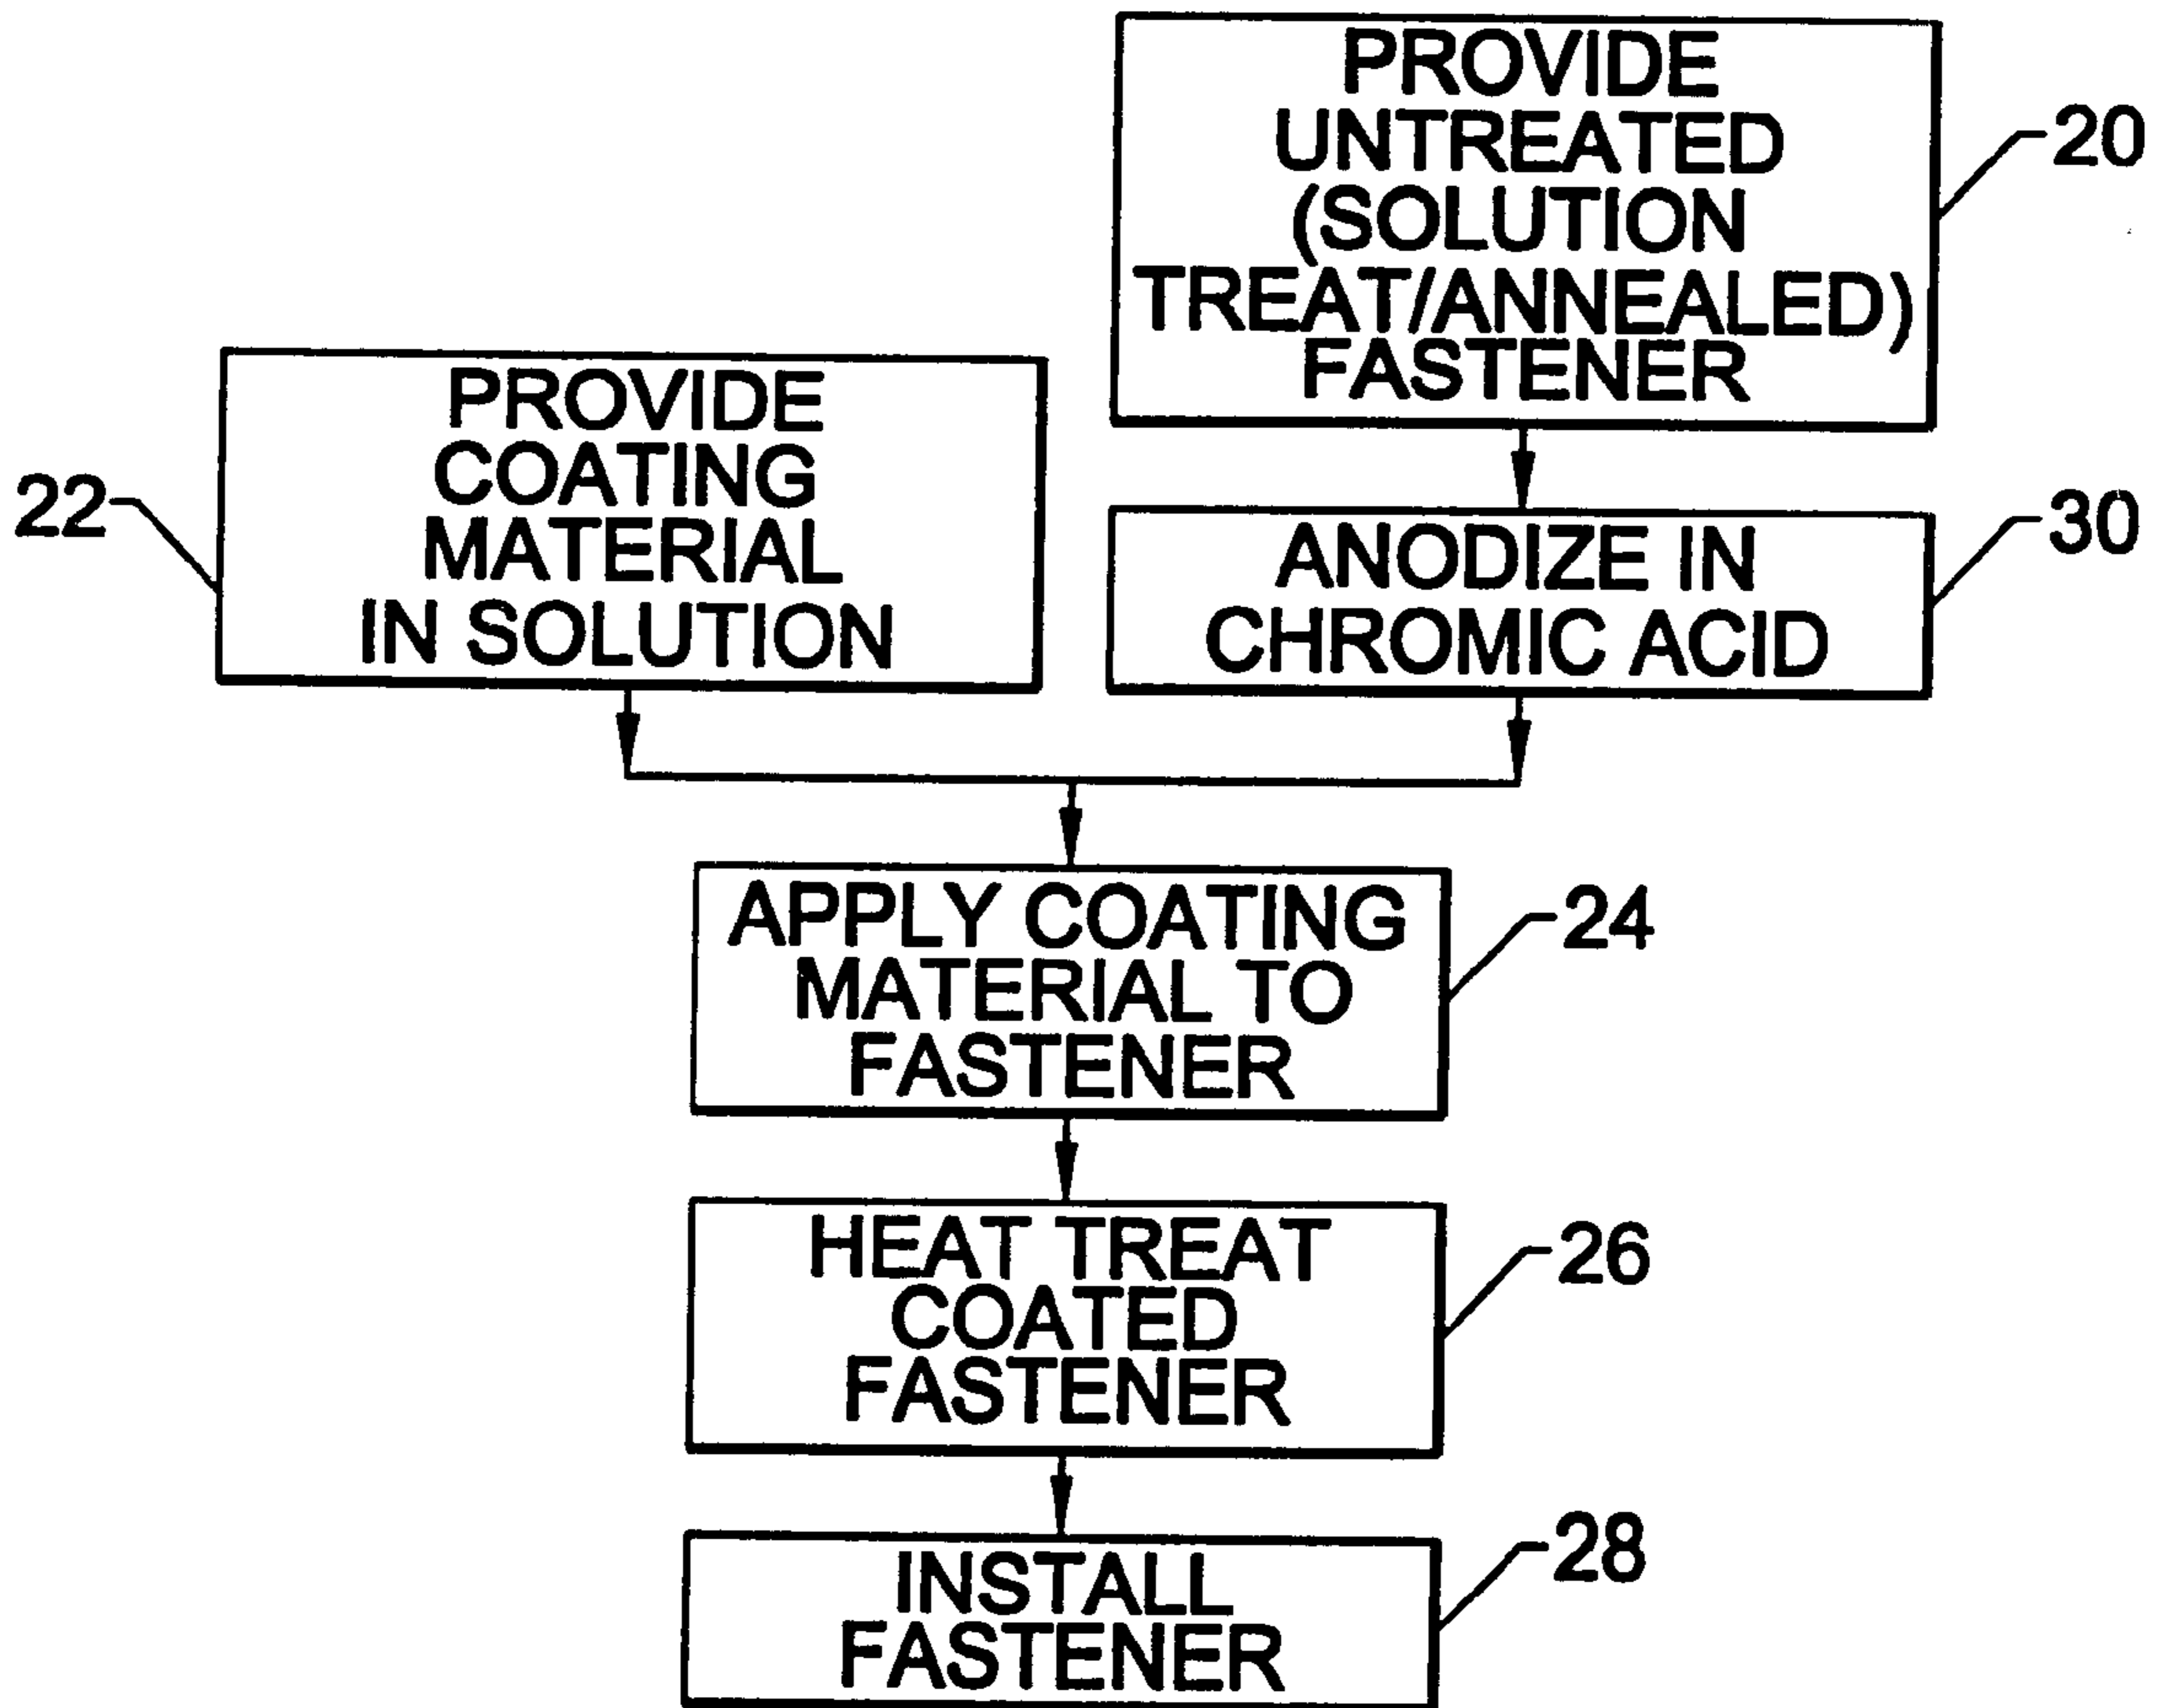 PROVIDE
UNTREATED
(SOLUTION
TREAT/ANNEALED)
FASTENER
20
PROVIDE
COATING
MATERIAL
IN SOLUTION
22
ANODIZE IN
CHROMIC ACID
30
APPLY COATING
MATERIAL TO
FASTENER
24
HEAT TREAT
COATED
FASTENER
26
INSTALL
FASTENER
28